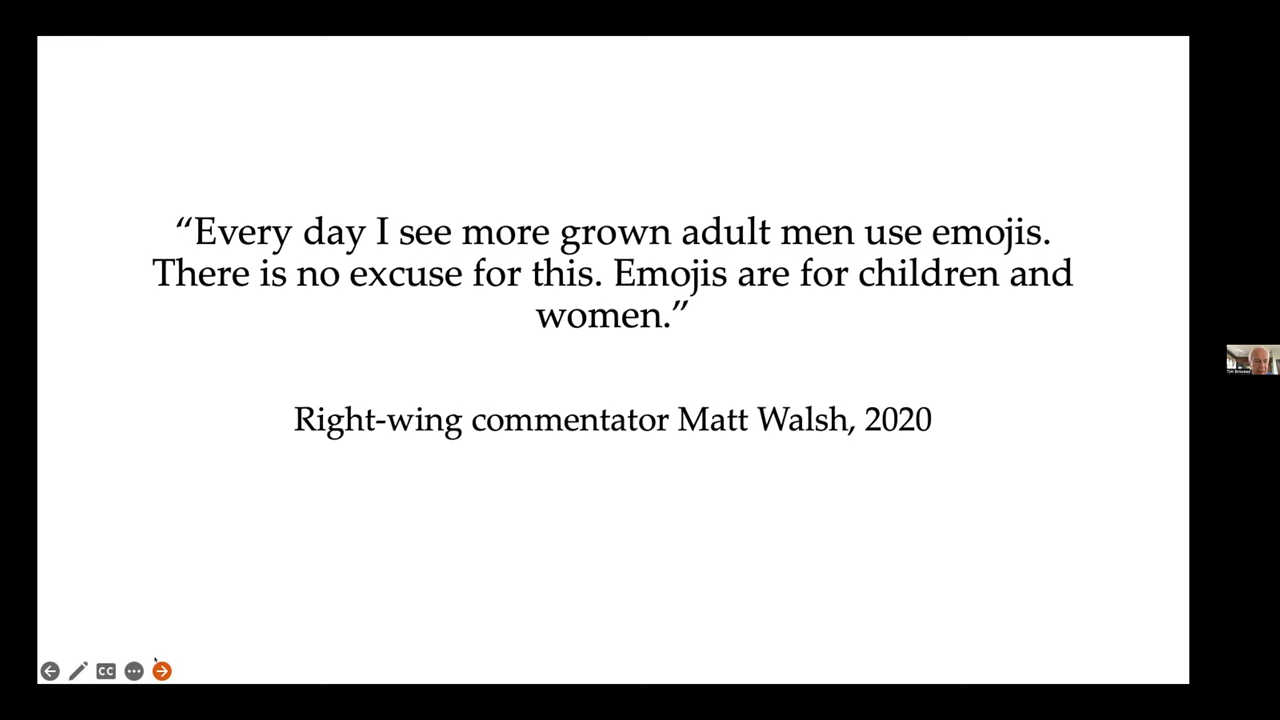 “Every day I see more grown adult men use emojis.
There is no excuse for this. Emojis are for children and
women.”
Right-wing commentator Matt Walsh, 2020
CC